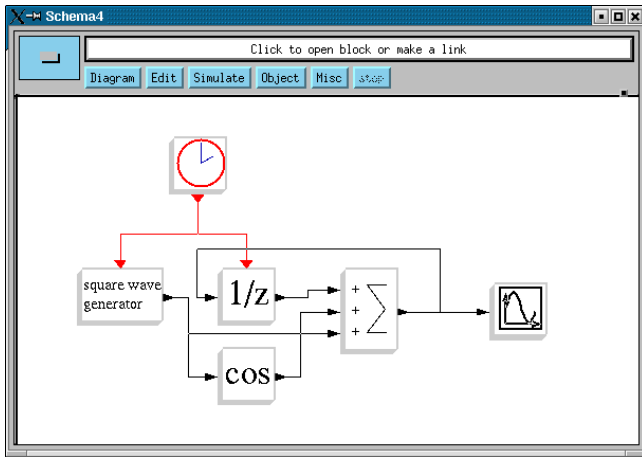 Schema4
Click to open block or make a link
Diagram Edit Simulate Object Misc stop
square wave
generator
1/z
+
+
+
Σ
cos